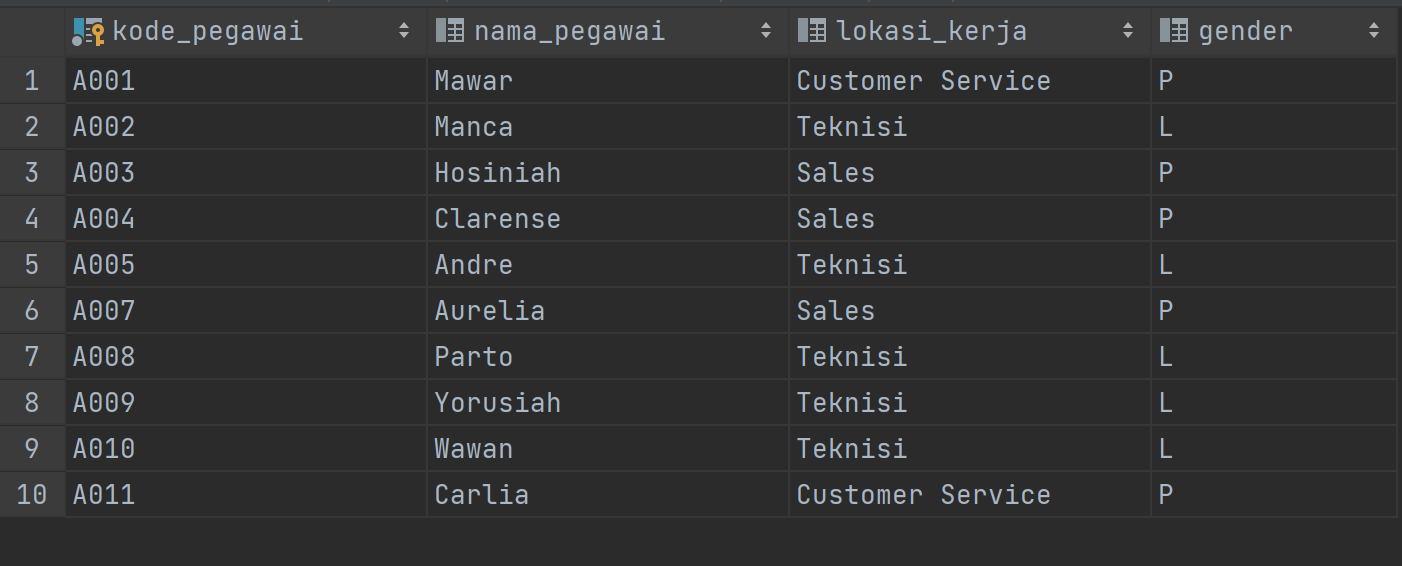 kode_pegawai nama_pegawai lokasi_kerja gender
1 A001 Mawar Customer Service P
2 A002 Manca Teknisi L
3 A003 Hosiniah Sales P
4 A004 Clarense Sales P
5 A005 Andre Teknisi L
6 A007 Aurelia Sales P
7 A008 Parto Teknisi L
8 A009 Yorusiah Teknisi L
9 A010 Wawan Teknisi L
10 A011 Carlia Customer Service P